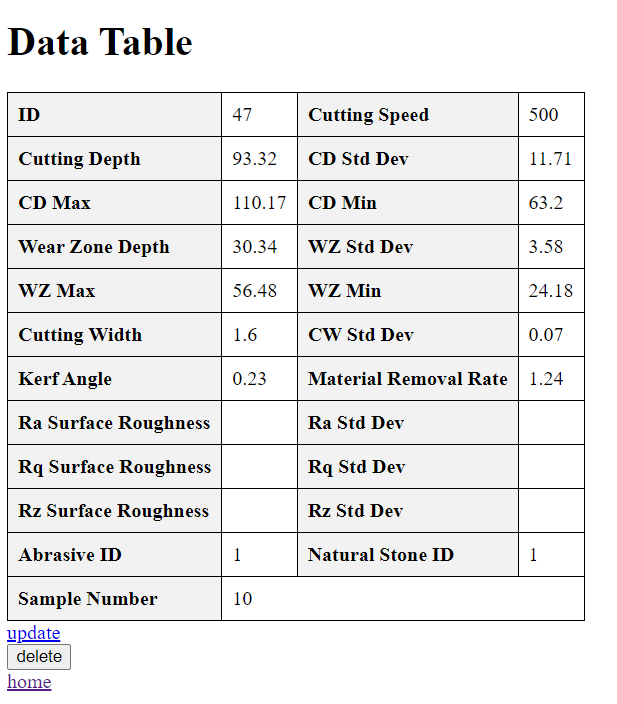 Data Table
ID 47 Cutting Speed 500
Cutting Depth 93.32 CD Std Dev 11.71
CD Max 110.17 CD Min 63.2
Wear Zone Depth 30.34 WZ Std Dev 3.58
WZ Max 56.48 WZ Min 24.18
Cutting Width 1.6 CW Std Dev 0.07
Kerf Angle 0.23 Material Removal Rate 1.24
Ra Surface Roughness Ra Std Dev
Rq Surface Roughness Rq Std Dev
Rz Surface Roughness Rz Std Dev
Abrasive ID 1 Natural Stone ID 1
Sample Number 10
update
delete
home